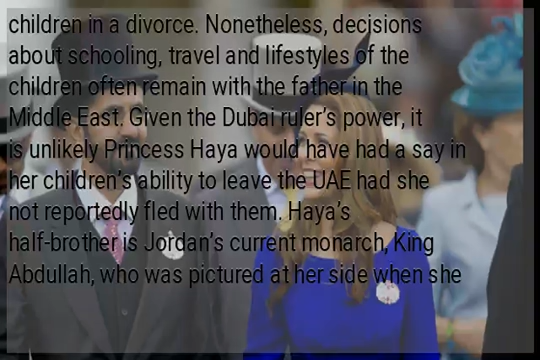 children in a divorce. Nonetheless, decisions
about schooling, travel and lifestyles of the
children often remain with the father in the
Middle East. Given the Dubai ruler’s power, it
is unlikely Princess Haya would have had a say in
her children’s ability to leave the UAE had she
not reportedly fled with them. Haya’s
half-brother is Jordan’s current monarch, King
Abdullah, who was pictured at her side when she